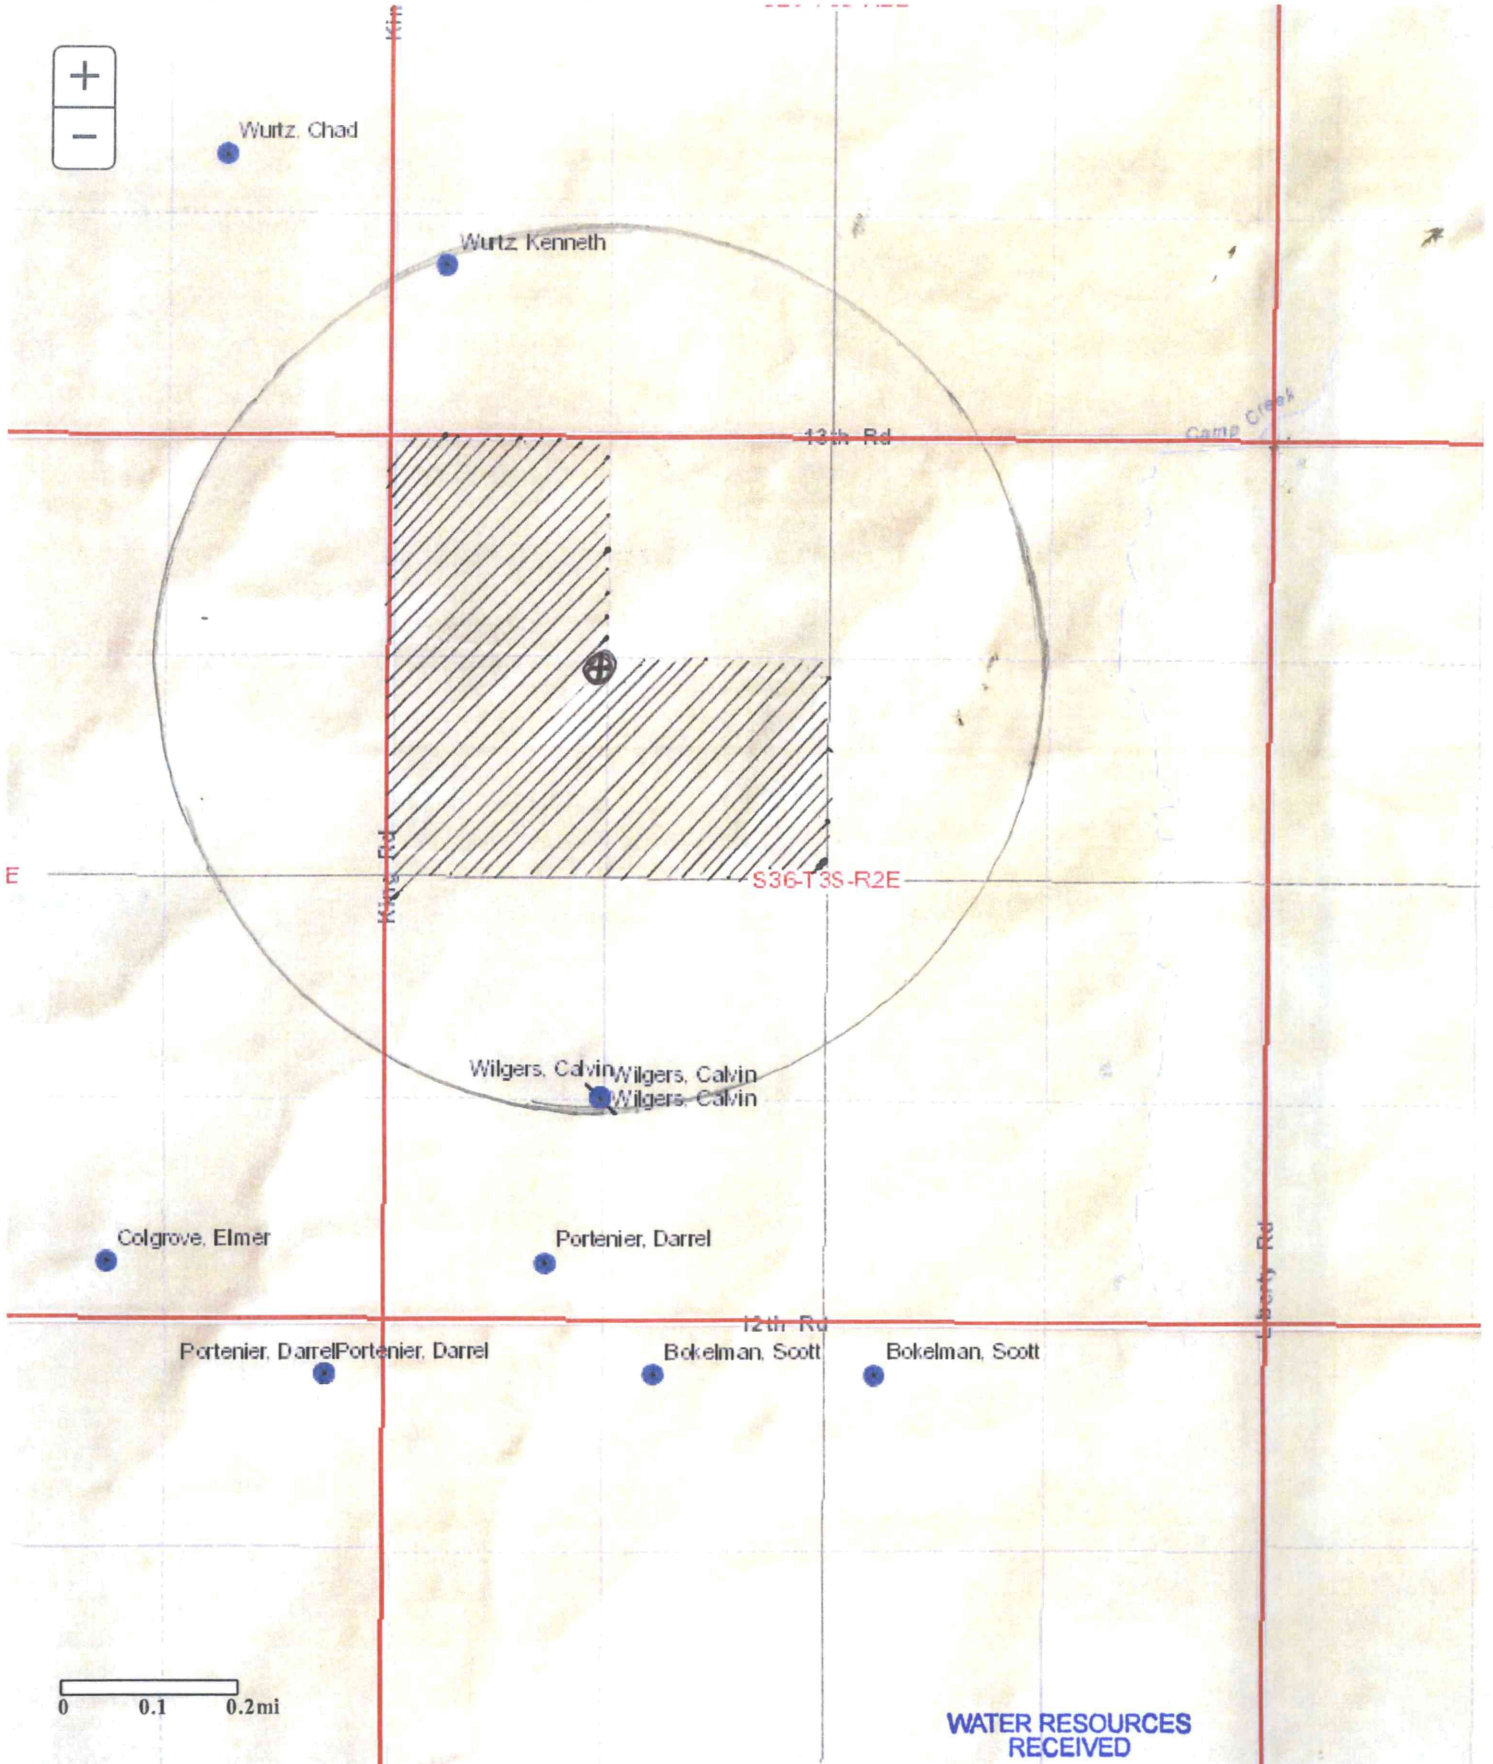 Kin
+
−
Wurtz, Chad
Wurtz Kenneth
Camp Creek
13th Rd
King Rd
E
S36-T3S-R2E
Wilgers, Calvin
Wilgers, Calvin
Wilgers, Calvin
Colgrove, Elmer
Portenier, Darrel
Liberty Rd
12th Rd
Portenier, Darrel
Portenier, Darrel
Bokelman, Scott
Bokelman, Scott
0 0.1 0.2mi
WATER RESOURCES
RECEIVED